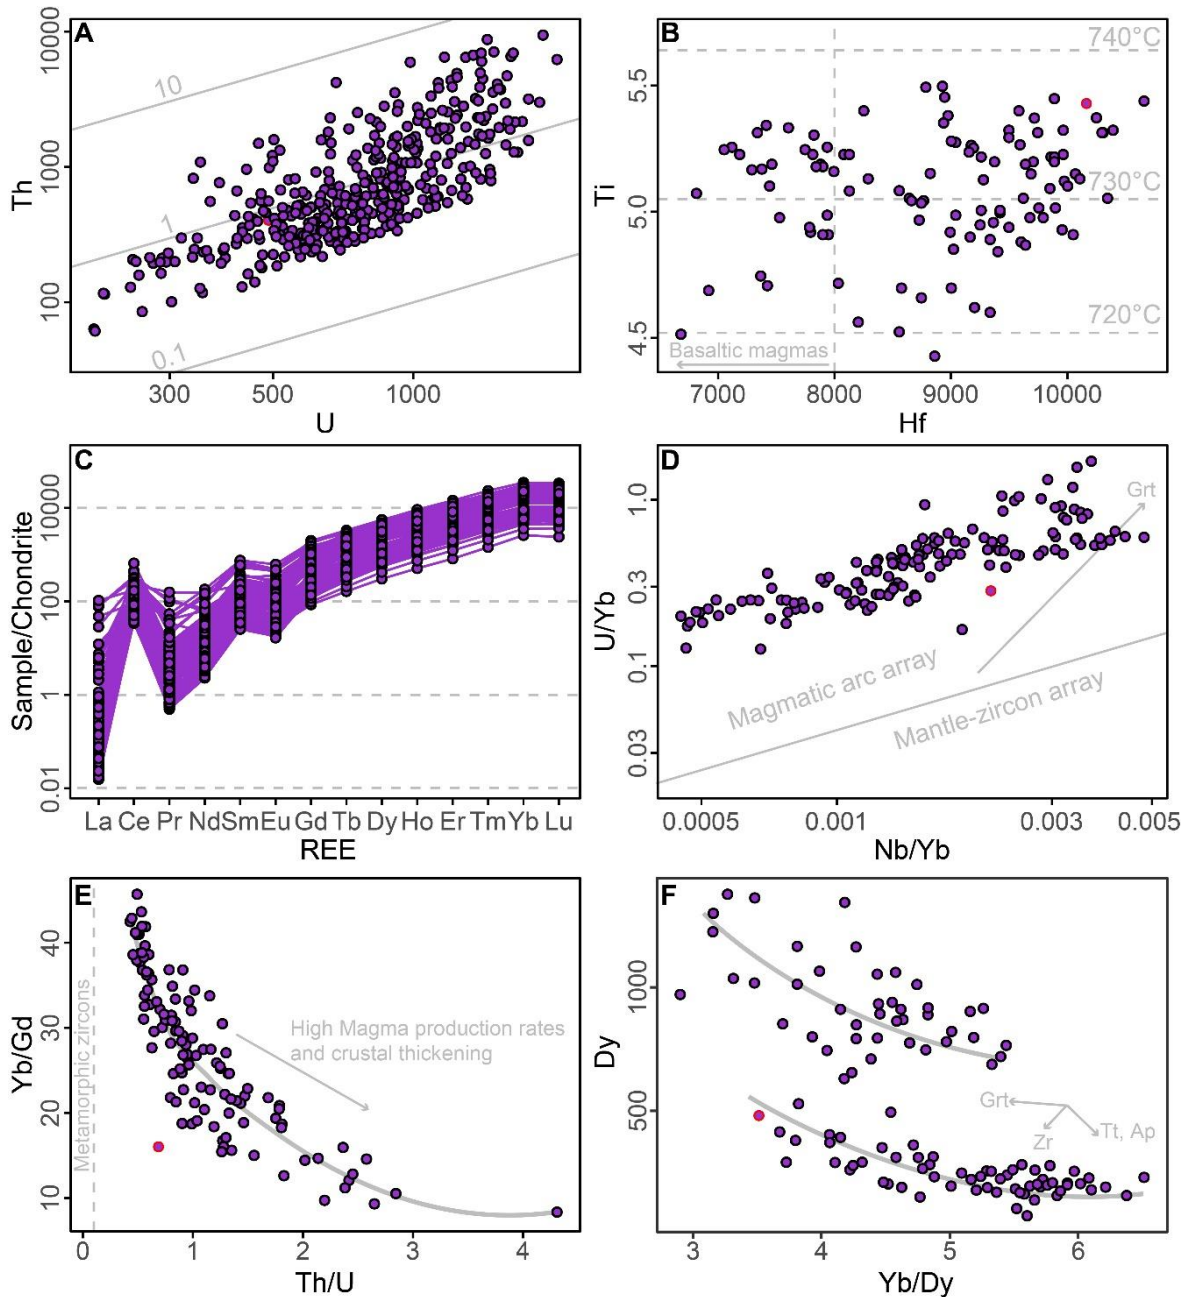 A
10000
1000
100
Th
10
1
0.1
300
500
1000
U
B
740°C
730°C
720°C
Basaltic magmas
5.5
5.0
4.5
Ti
7000
8000
9000
10000
Hf
C
10000
100
1
0.01
Sample/Chondrite
La Ce Pr Nd Sm Eu Gd Tb Dy Ho Er Tm Yb Lu
REE
D
1.0
0.3
0.1
0.03
U/Yb
Grt
Magmatic arc array
Mantle-zircon array
0.0005
0.001
0.003
0.005
Nb/Yb
E
40
30
20
10
Yb/Gd
Metamorphic zircons
High Magma production rates
and crustal thickening
0
1
2
3
4
Th/U
F
1000
500
Dy
Grt
Zr
Tt, Ap
3
4
5
6
Yb/Dy